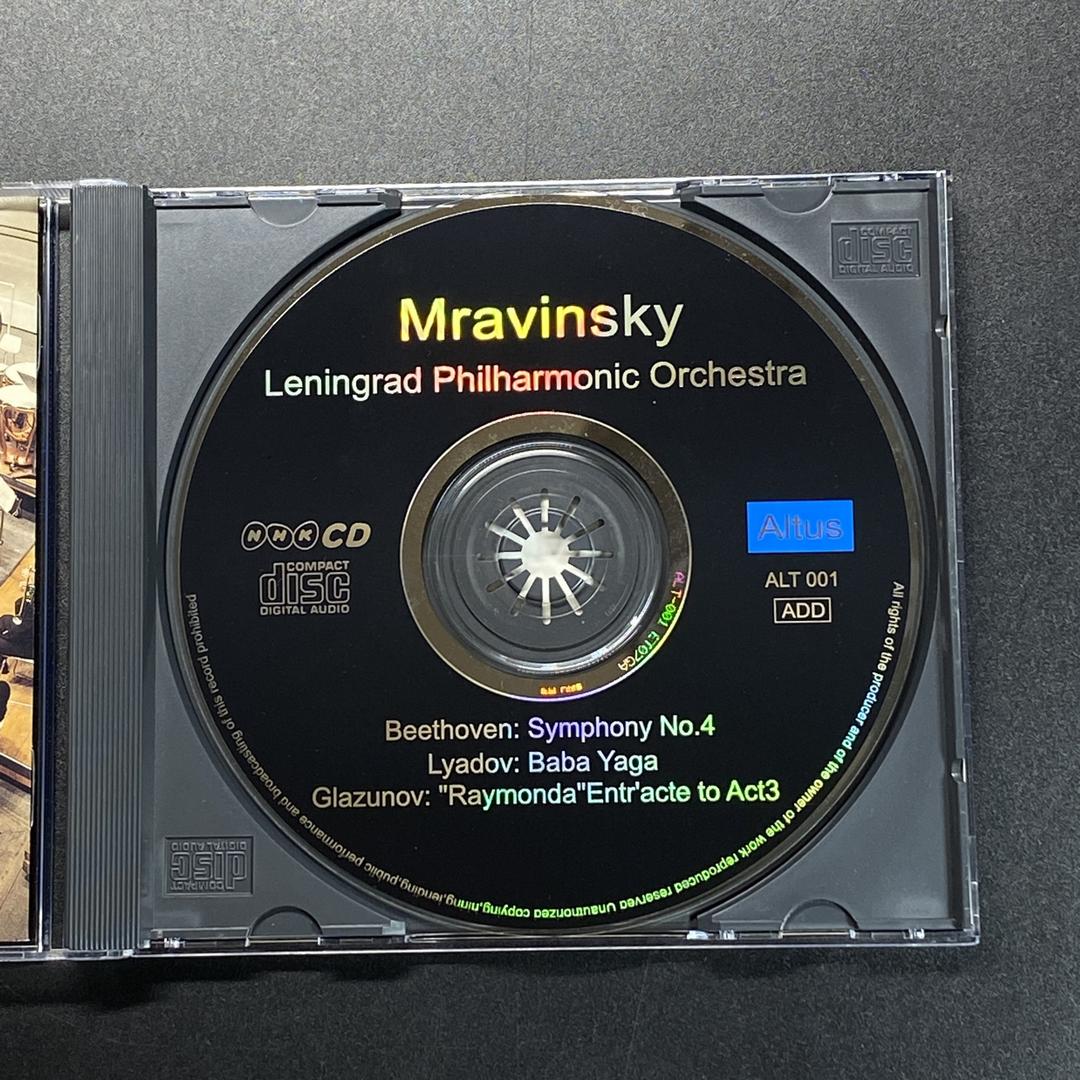 COMPACT
disc
DIGITAL AUDIO
Mravinsky
Leningrad Philharmonic Orchestra
NHK CD
COMPACT
disc
DIGITAL AUDIO
Altus
ALT 001
ADD
ALT-001 ET07GA
Beethoven: Symphony No.4
Lyadov: Baba Yaga
Glazunov: "Raymonda"Entr'acte to Act3
All rights of the producer and of the owner of the work reproduced reserved Unauthorized copying,hiring,lending,public performance and broadcasting of this record prohibited
COMPACT
disc
DIGITAL AUDIO